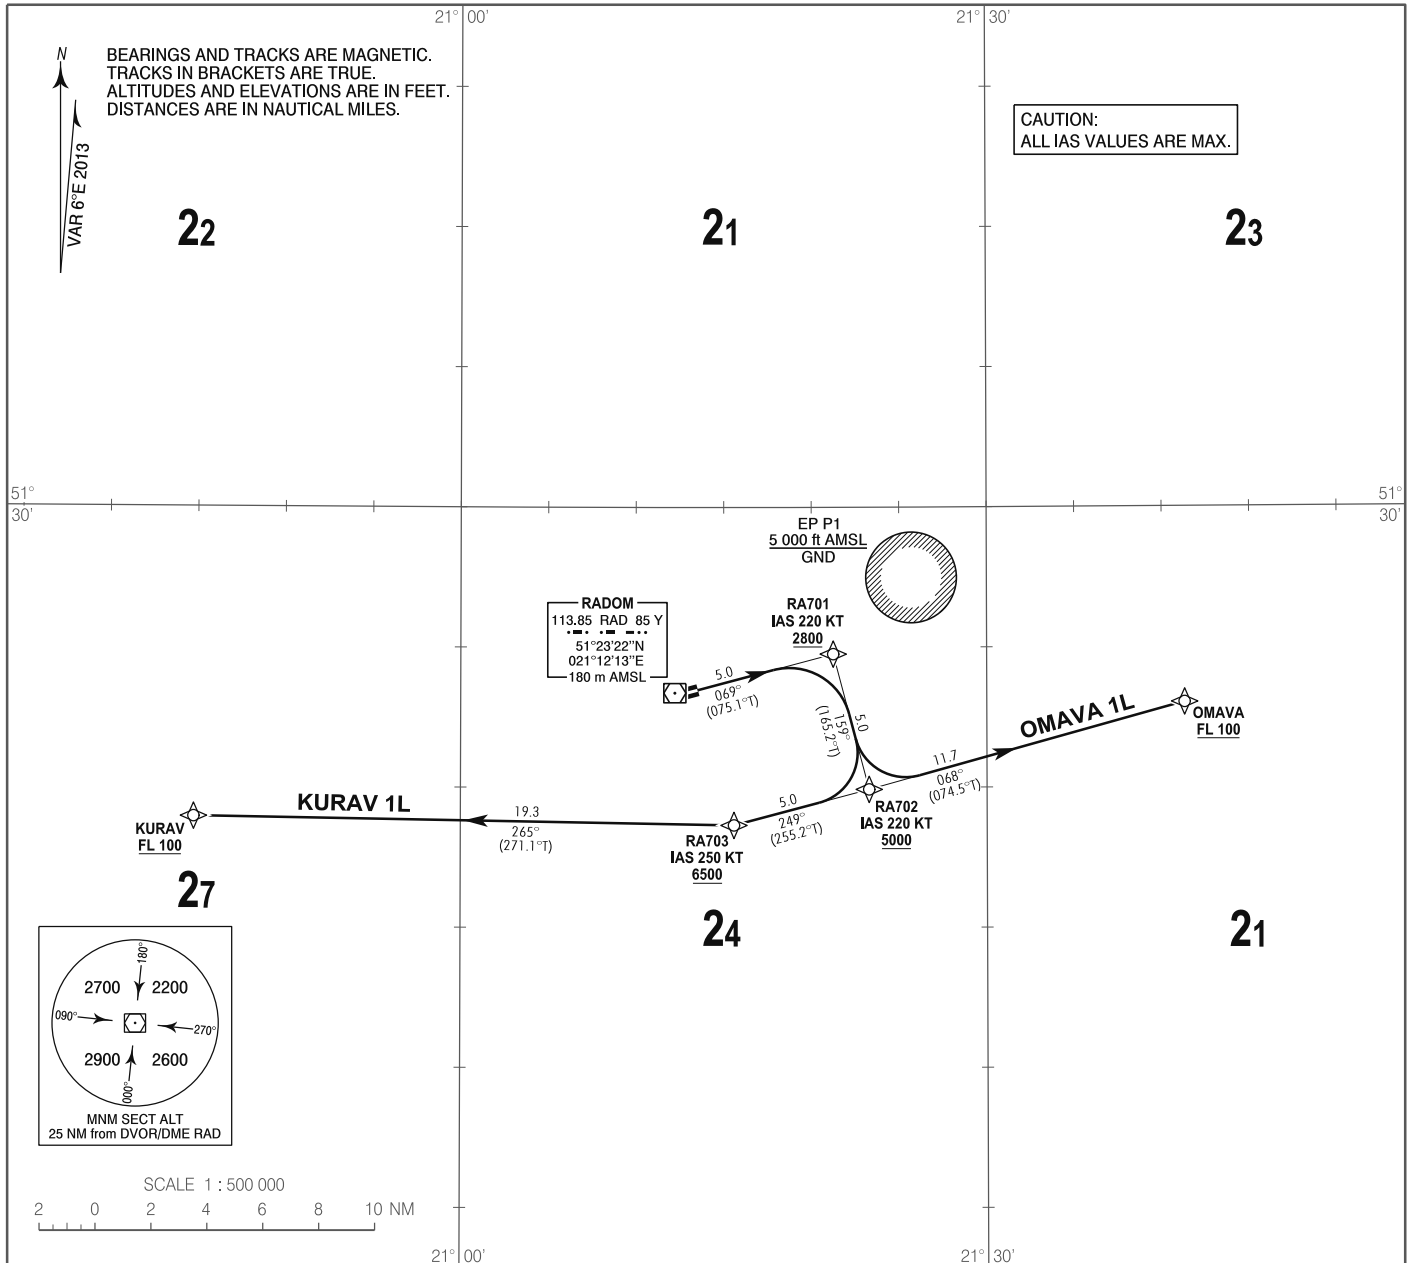 21° 00'
21° 30'
N
VAR 6°E 2013
BEARINGS AND TRACKS ARE MAGNETIC.
TRACKS IN BRACKETS ARE TRUE.
ALTITUDES AND ELEVATIONS ARE IN FEET.
DISTANCES ARE IN NAUTICAL MILES.
CAUTION:
ALL IAS VALUES ARE MAX.
22
21
23
51°
30'
51°
30'
EP P1
5 000 ft AMSL
GND
RADOM
113.85 RAD 85 Y
51°23'22"N
021°12'13"E
180 m AMSL
RA701
IAS 220 KT
2800
5.0
069°
(075.1°T)
5.0
159°
(165.2°T)
OMAVA 1L
OMAVA
FL 100
11.7
068°
(074.5°T)
RA702
IAS 220 KT
5000
5.0
249°
(255.2°T)
RA703
IAS 250 KT
6500
KURAV 1L
19.3
265°
(271.1°T)
KURAV
FL 100
27
24
21
180°
2700
2200
090°
270°
2900
2600
000°
MNM SECT ALT
25 NM from DVOR/DME RAD
SCALE 1 : 500 000
2 0 2 4 6 8 10 NM
21° 00'
21° 30'